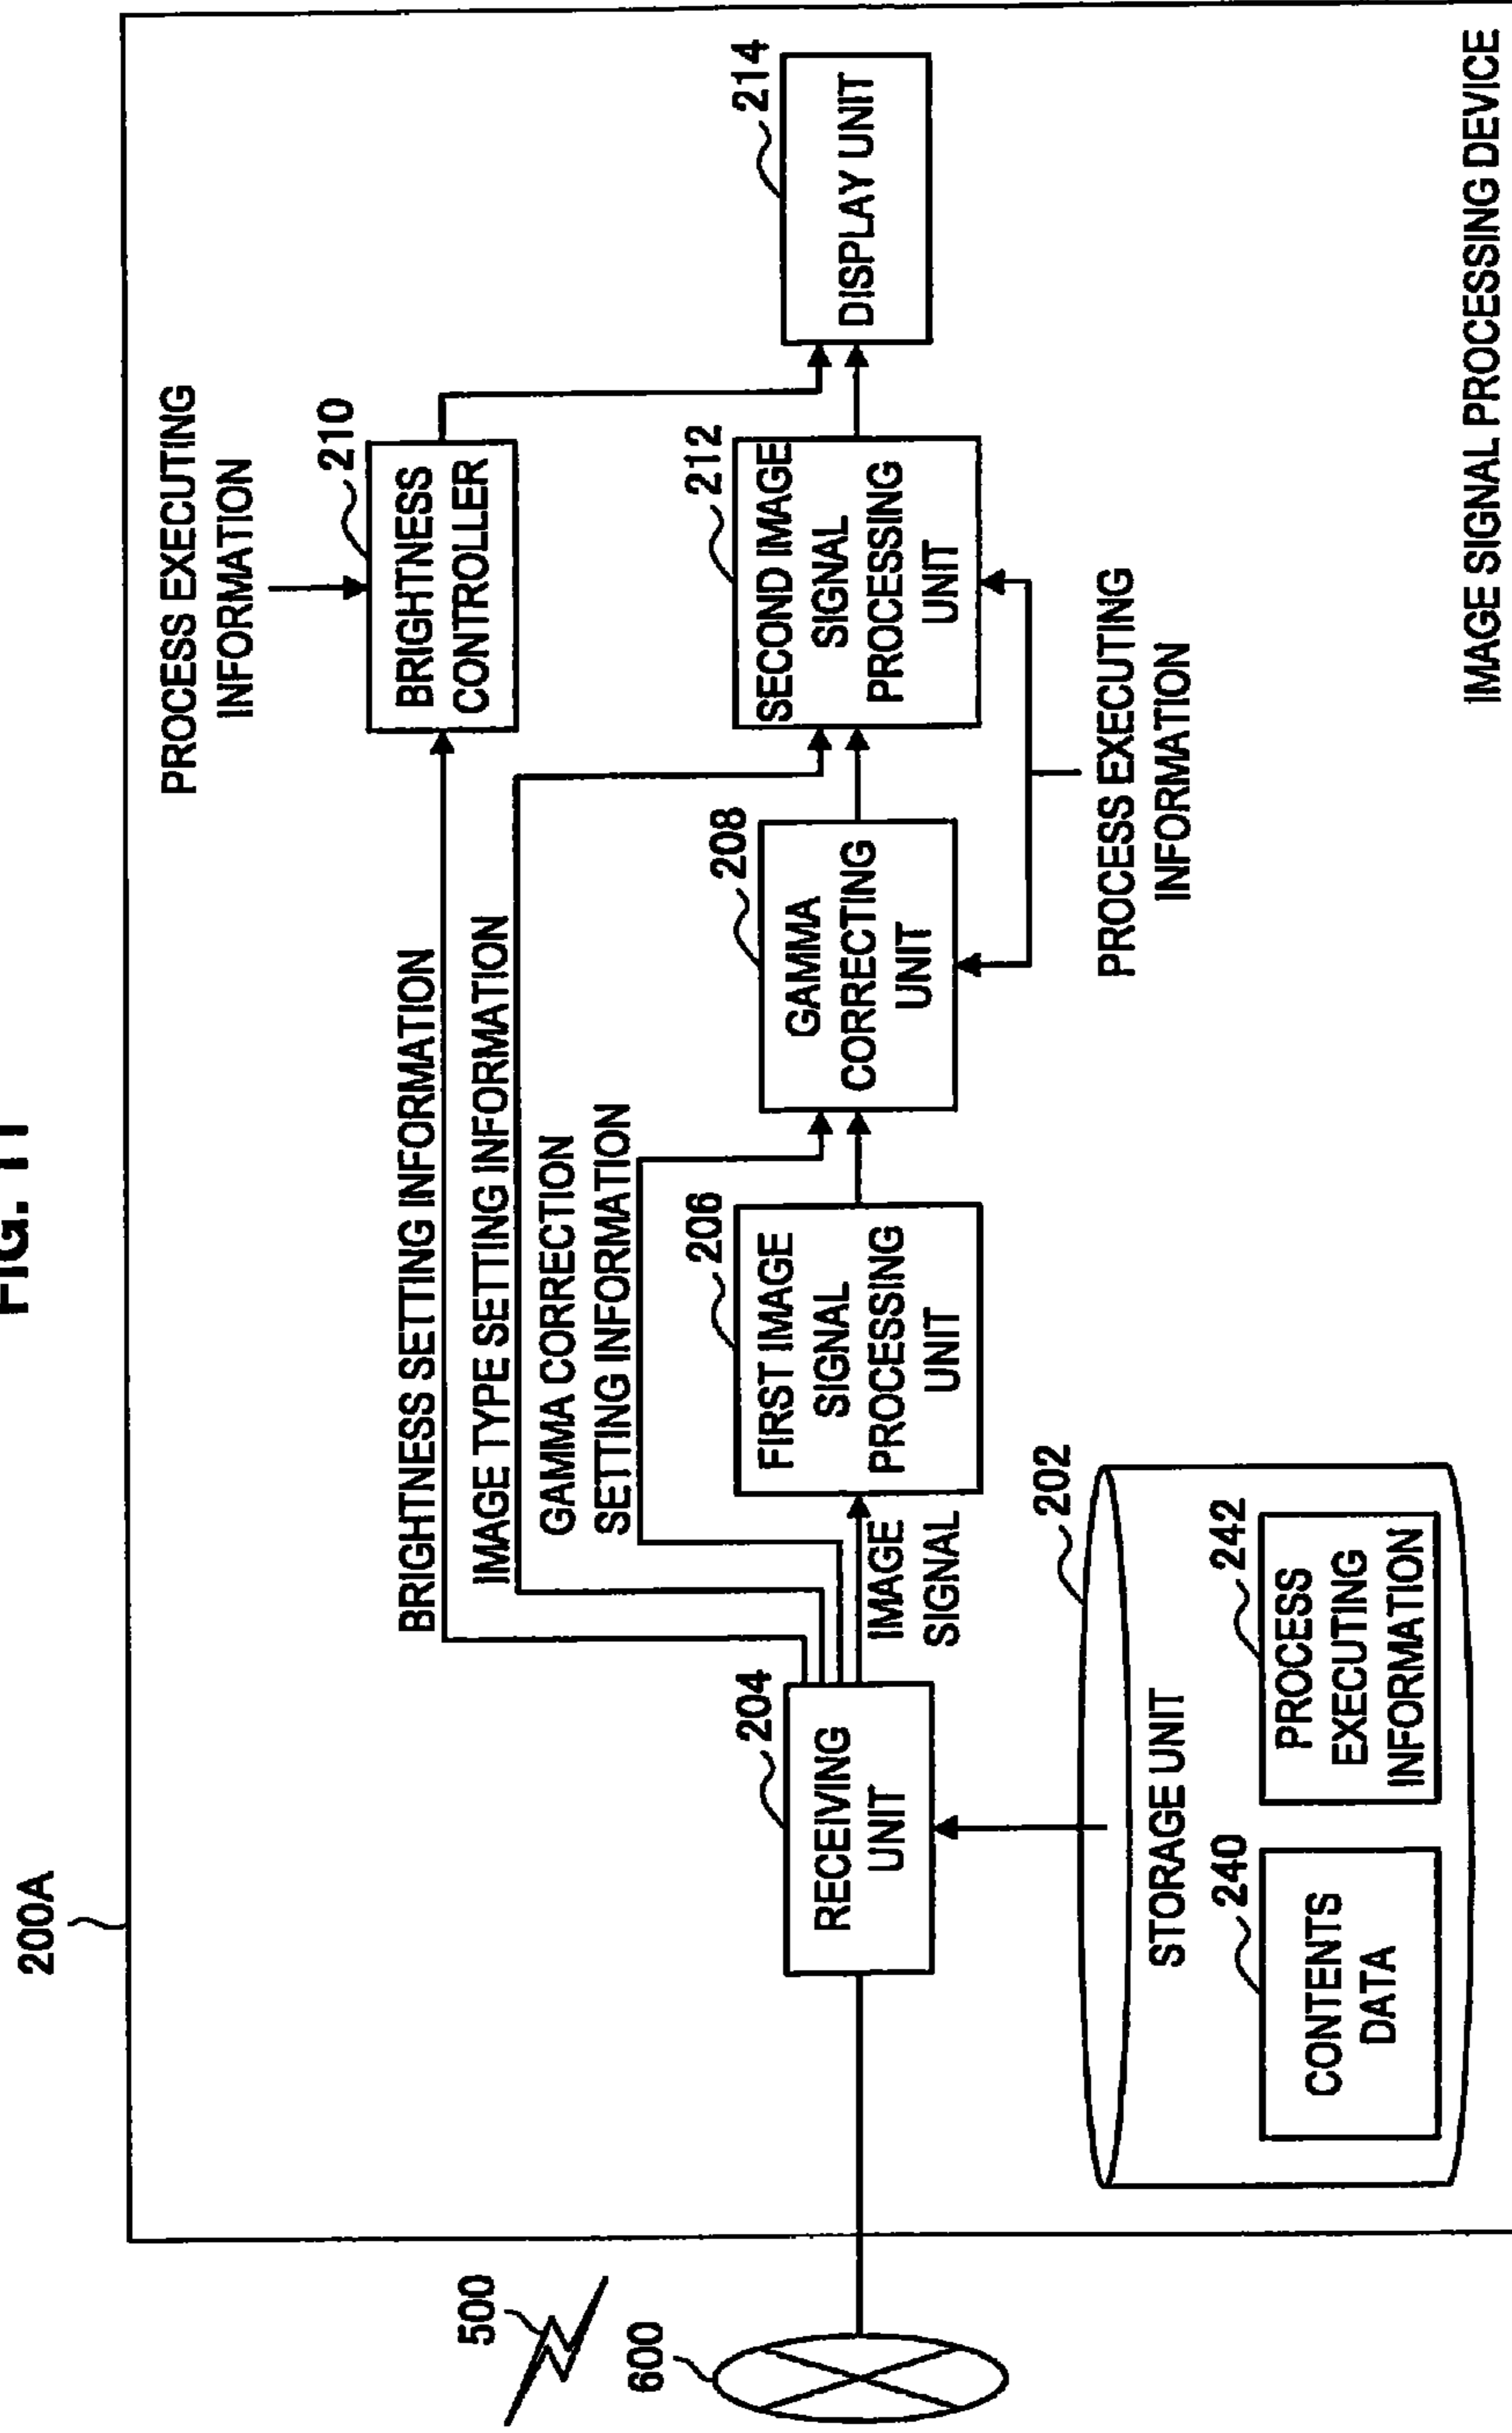 FIG. 11
200A
PROCESS EXECUTING
INFORMATION
210
BRIGHTNESS
CONTROLLER
BRIGHTNESS SETTING INFORMATION
IMAGE TYPE SETTING INFORMATION
GAMMA CORRECTION
SETTING INFORMATION
500
600
204
RECEIVING
UNIT
IMAGE
SIGNAL
206
FIRST IMAGE
SIGNAL
PROCESSING
UNIT
208
GAMMA
CORRECTING
UNIT
212
SECOND IMAGE
SIGNAL
PROCESSING
UNIT
214
DISPLAY UNIT
PROCESS EXECUTING
INFORMATION
202
STORAGE UNIT
240
CONTENTS
DATA
242
PROCESS
EXECUTING
INFORMATION
IMAGE SIGNAL PROCESSING DEVICE